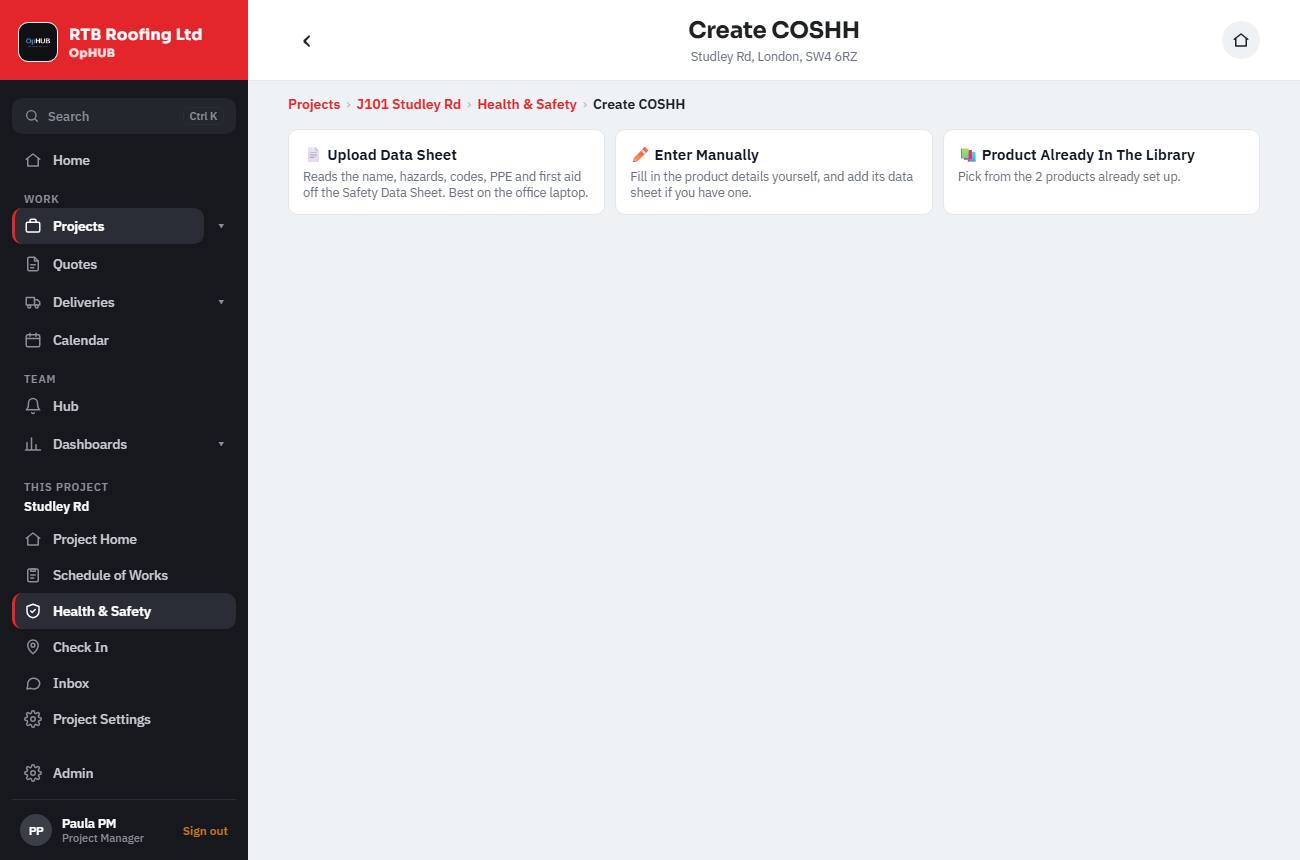 OpHUB
RTB Roofing Ltd
OpHUB
Search
Ctrl K
Home
WORK
Projects
Quotes
Deliveries
Calendar
TEAM
Hub
Dashboards
THIS PROJECT
Studley Rd
Project Home
Schedule of Works
Health & Safety
Check In
Inbox
Project Settings
Admin
PP
Paula PM
Project Manager
Sign out
Create COSHH
Studley Rd, London, SW4 6RZ
Projects › J101 Studley Rd › Health & Safety › Create COSHH
Upload Data Sheet
Reads the name, hazards, codes, PPE and first aid
off the Safety Data Sheet. Best on the office laptop.
Enter Manually
Fill in the product details yourself, and add its data
sheet if you have one.
Product Already In The Library
Pick from the 2 products already set up.